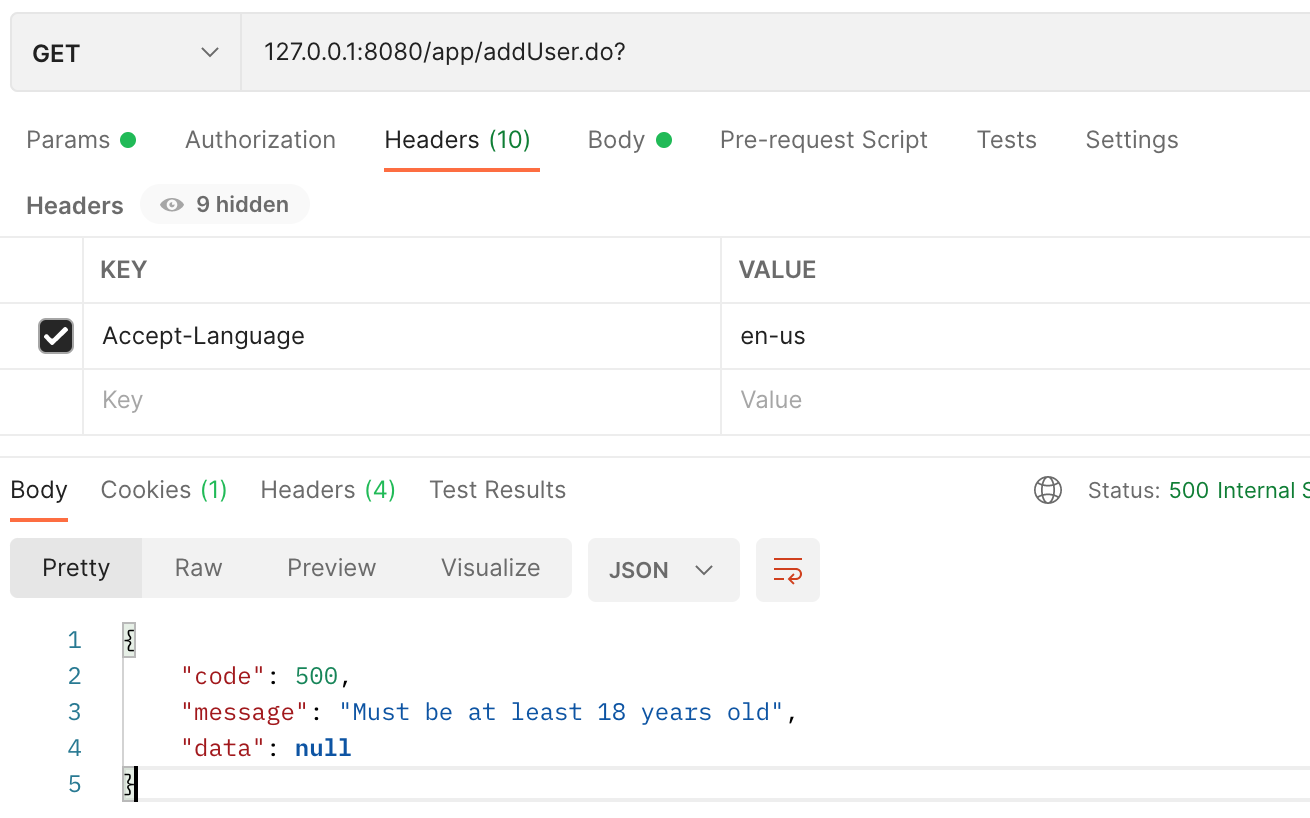 GET 127.0.0.1:8080/app/addUser.do?
Params Authorization Headers (10) Body Pre-request Script Tests Settings
Headers 9 hidden
KEY VALUE
Accept-Language en-us
Key Value
Body Cookies (1) Headers (4) Test Results Status: 500 Internal S
Pretty Raw Preview Visualize JSON
1 {
2 "code": 500,
3 "message": "Must be at least 18 years old",
4 "data": null
5 }